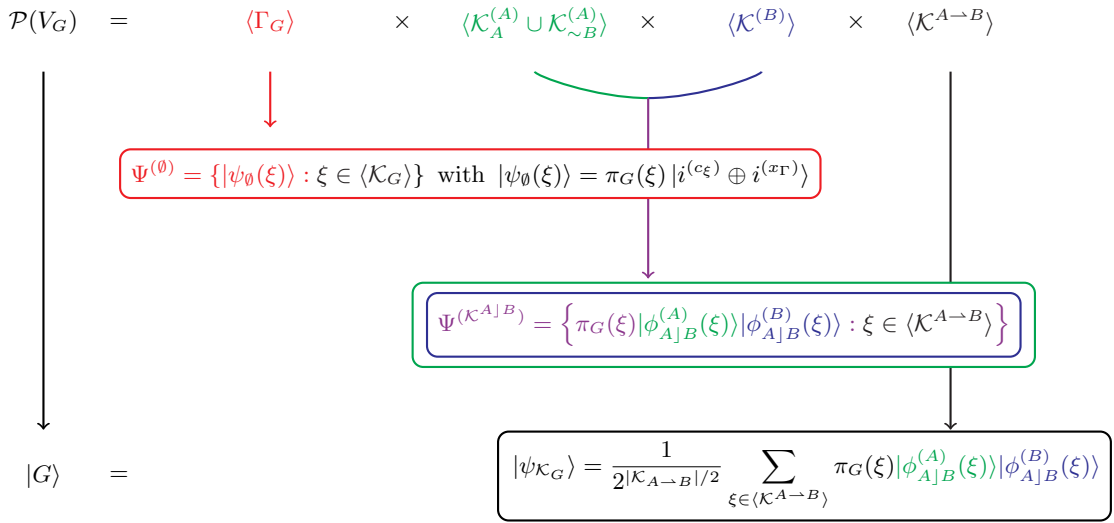 𝒫(V_G) = ⟨Γ_G⟩ × ⟨𝒦_A^{(A)} ∪ 𝒦_{∼B}^{(A)}⟩ × ⟨𝒦^{(B)}⟩ × ⟨𝒦^{A⇀B}⟩
Ψ^{(∅)} = {|ψ_∅(ξ)⟩ : ξ ∈ ⟨𝒦_G⟩} with |ψ_∅(ξ)⟩ = π_G(ξ) |i^{(c_ξ)} ⊕ i^{(x_Γ)}⟩
Ψ^{(𝒦^{A⌋B})} = {π_G(ξ)|ϕ_{A⌋B}^{(A)}(ξ)⟩|ϕ_{A⌋B}^{(B)}(ξ)⟩ : ξ ∈ ⟨𝒦^{A⇀B}⟩}
|G⟩ = |ψ_{𝒦_G}⟩ = \frac{1}{2^{|𝒦_{A⇀B}|/2}} ∑_{ξ∈⟨𝒦^{A⇀B}⟩} π_G(ξ)|ϕ_{A⌋B}^{(A)}(ξ)⟩|ϕ_{A⌋B}^{(B)}(ξ)⟩